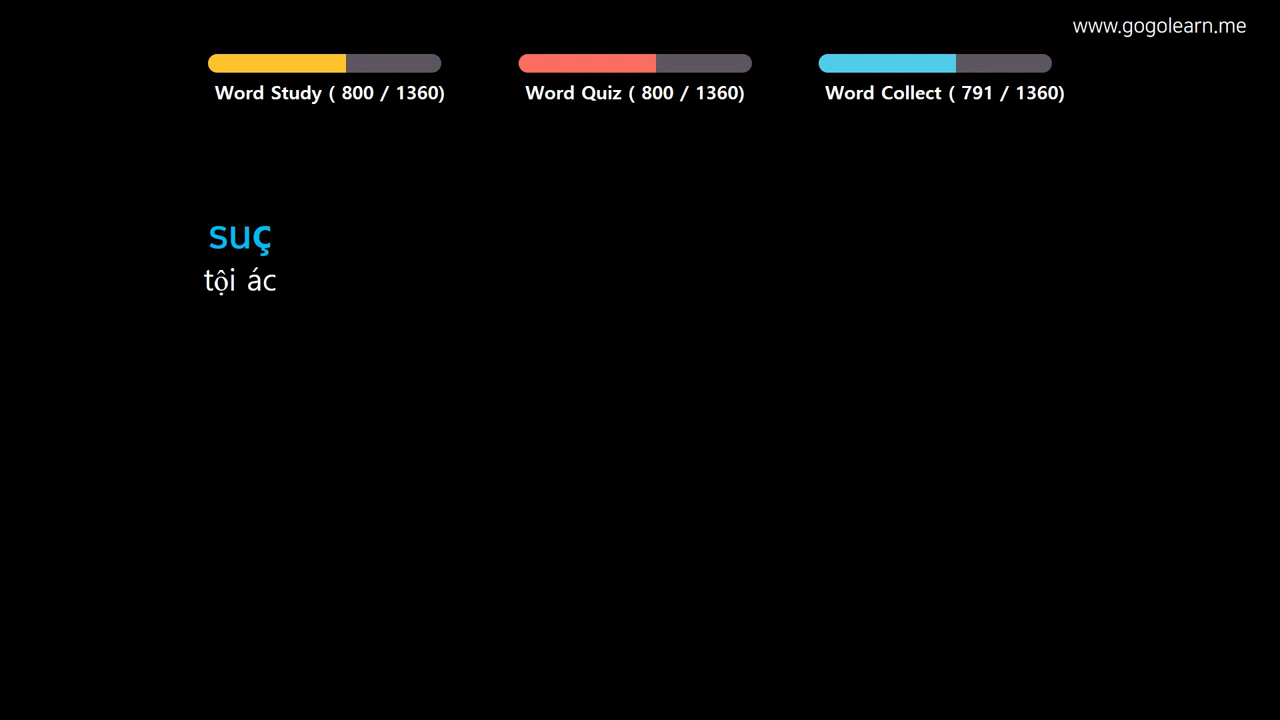 www.gogolearn.me
Word Study ( 800 / 1360)
Word Quiz ( 800 / 1360)
Word Collect ( 791 / 1360)
suç
tội ác